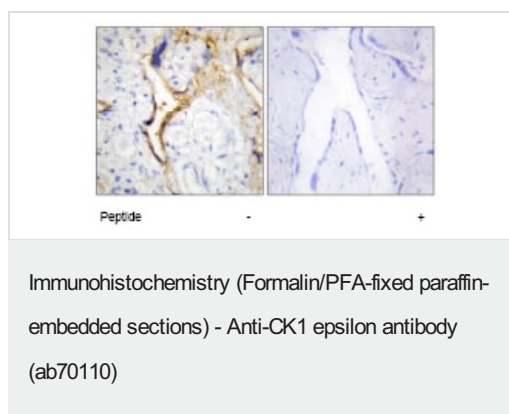 Peptide - +
Immunohistochemistry (Formalin/PFA-fixed paraffin-
embedded sections) - Anti-CK1 epsilon antibody
(ab70110)